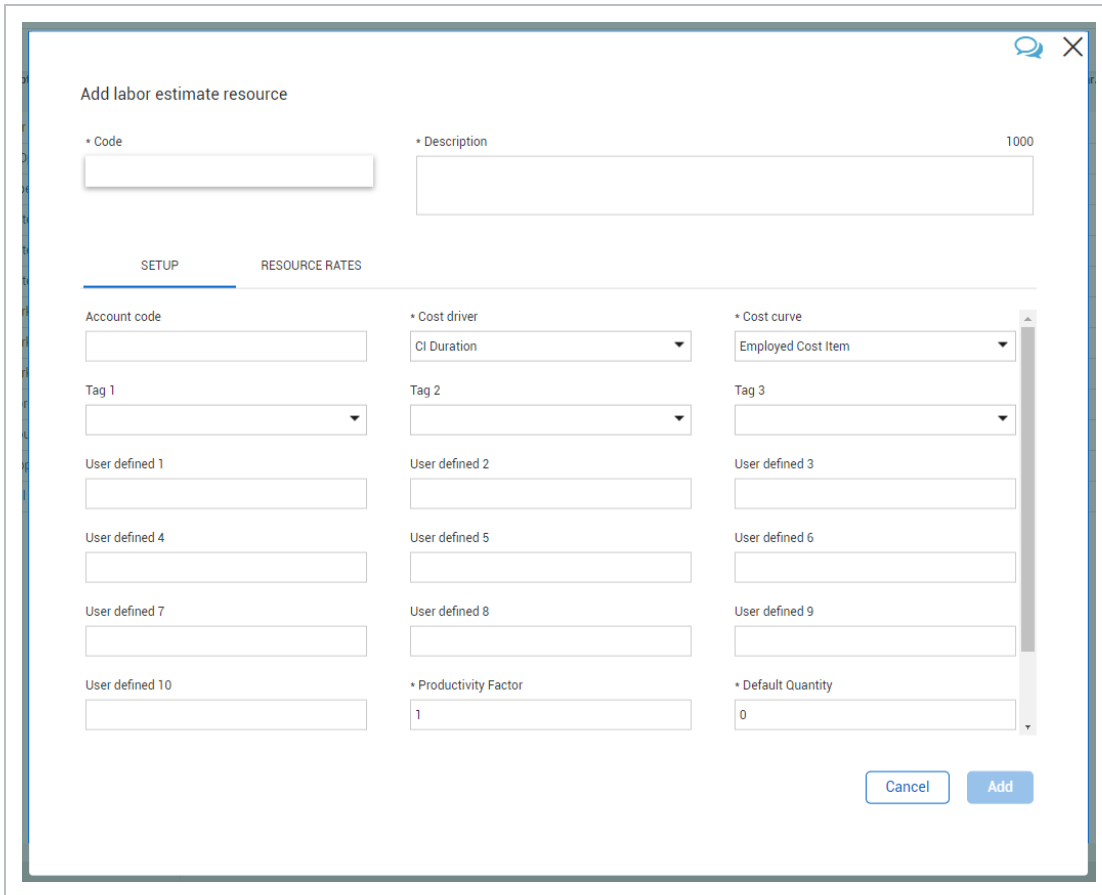 Add labor estimate resource
* Code * Description 1000
SETUP RESOURCE RATES
Account code * Cost driver * Cost curve
CI Duration Employed Cost Item
Tag 1 Tag 2 Tag 3
User defined 1 User defined 2 User defined 3
User defined 4 User defined 5 User defined 6
User defined 7 User defined 8 User defined 9
User defined 10 * Productivity Factor * Default Quantity
1 0
Cancel Add